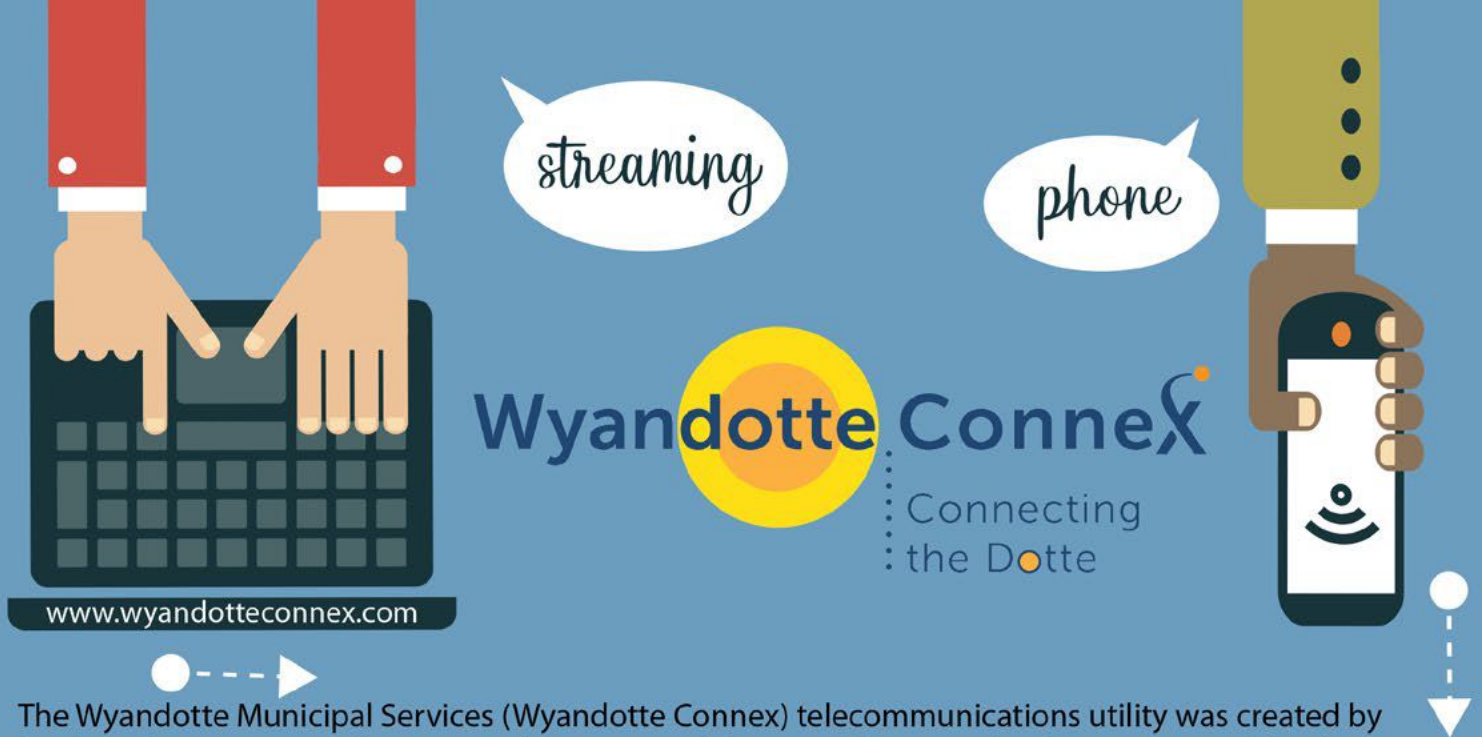 streaming
phone
Wyandotte Connex
Connecting
the Dotte
www.wyandotteconnex.com
The Wyandotte Municipal Services (Wyandotte Connex) telecommunications utility was created by